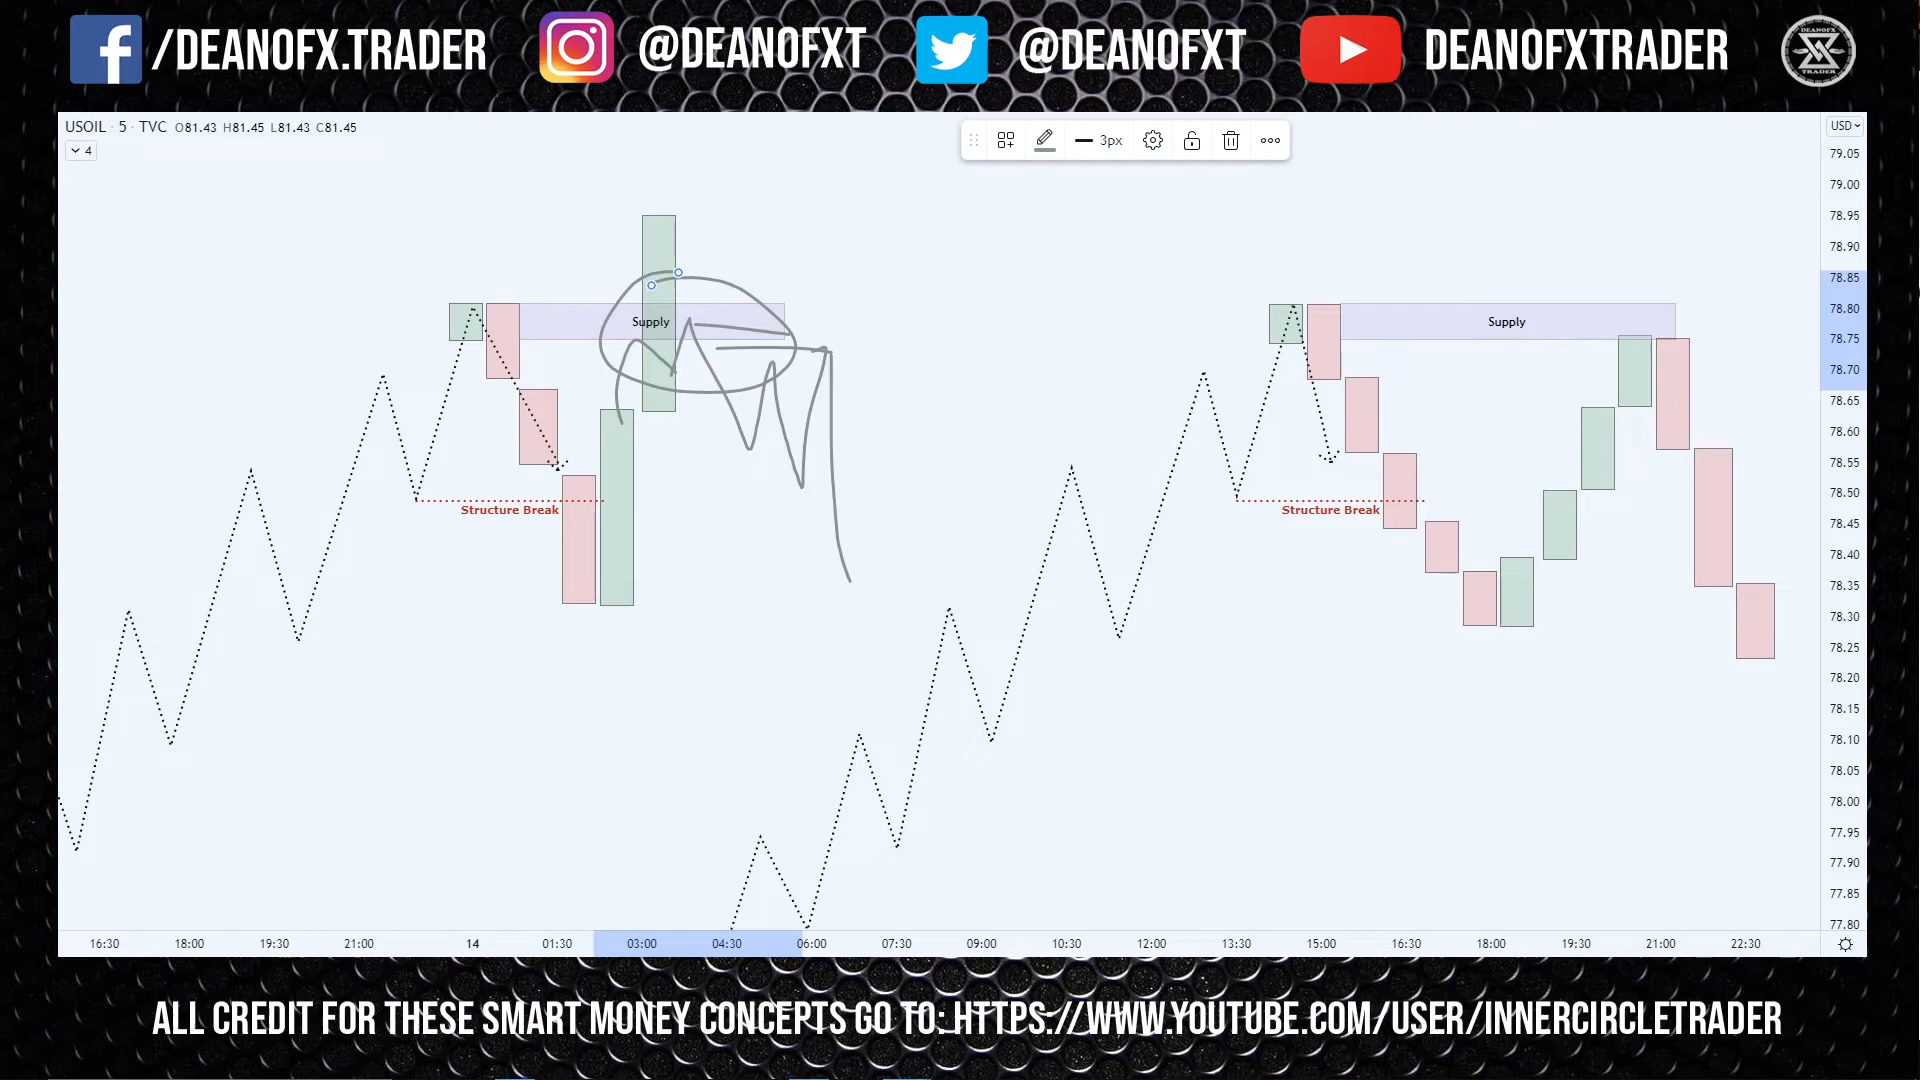 /DEANOFX.TRADER @DEANOFXT @DEANOFXT DEANOFXTRADER
DEANOFX
TRADER
USOIL · 5 · TVC O81.43 H81.45 L81.43 C81.45
4
3px
USD
79.05
79.00
78.95
78.90
78.85
78.80
78.75
78.70
78.65
78.60
78.55
78.50
78.45
78.40
78.35
78.30
78.25
78.20
78.15
78.10
78.05
78.00
77.95
77.90
77.85
77.80
Supply
Structure Break
Supply
Structure Break
16:30 18:00 19:30 21:00 14 01:30 03:00 04:30 06:00 07:30 09:00 10:30 12:00 13:30 15:00 16:30 18:00 19:30 21:00 22:30
ALL CREDIT FOR THESE SMART MONEY CONCEPTS GO TO: HTTPS://WWW.YOUTUBE.COM/USER/INNERCIRCLETRADER